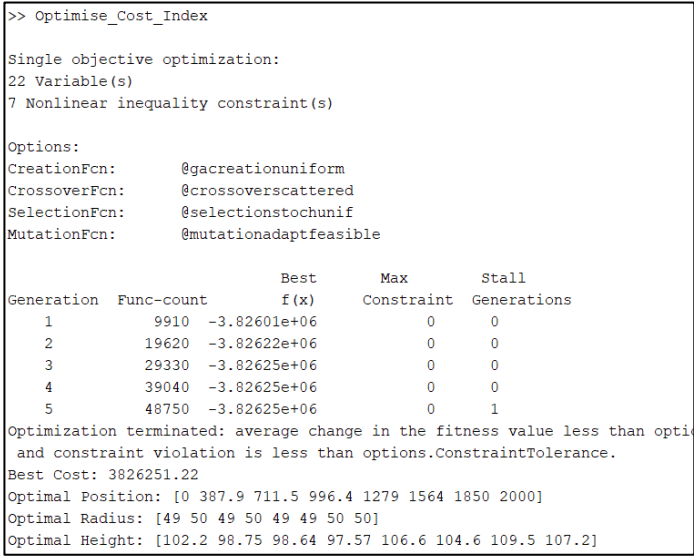 >> Optimise_Cost_Index
Single objective optimization:
22 Variable(s)
7 Nonlinear inequality constraint(s)
Options:
CreationFcn: @gacreationuniform
CrossoverFcn: @crossoverscattered
SelectionFcn: @selectionstochunif
MutationFcn: @mutationadaptfeasible
Best Max Stall
Generation Func-count f(x) Constraint Generations
1 9910 -3.82601e+06 0 0
2 19620 -3.82622e+06 0 0
3 29330 -3.82625e+06 0 0
4 39040 -3.82625e+06 0 0
5 48750 -3.82625e+06 0 1
Optimization terminated: average change in the fitness value less than optio
and constraint violation is less than options.ConstraintTolerance.
Best Cost: 3826251.22
Optimal Position: [0 387.9 711.5 996.4 1279 1564 1850 2000]
Optimal Radius: [49 50 49 50 49 49 50 50]
Optimal Height: [102.2 98.75 98.64 97.57 106.6 104.6 109.5 107.2]